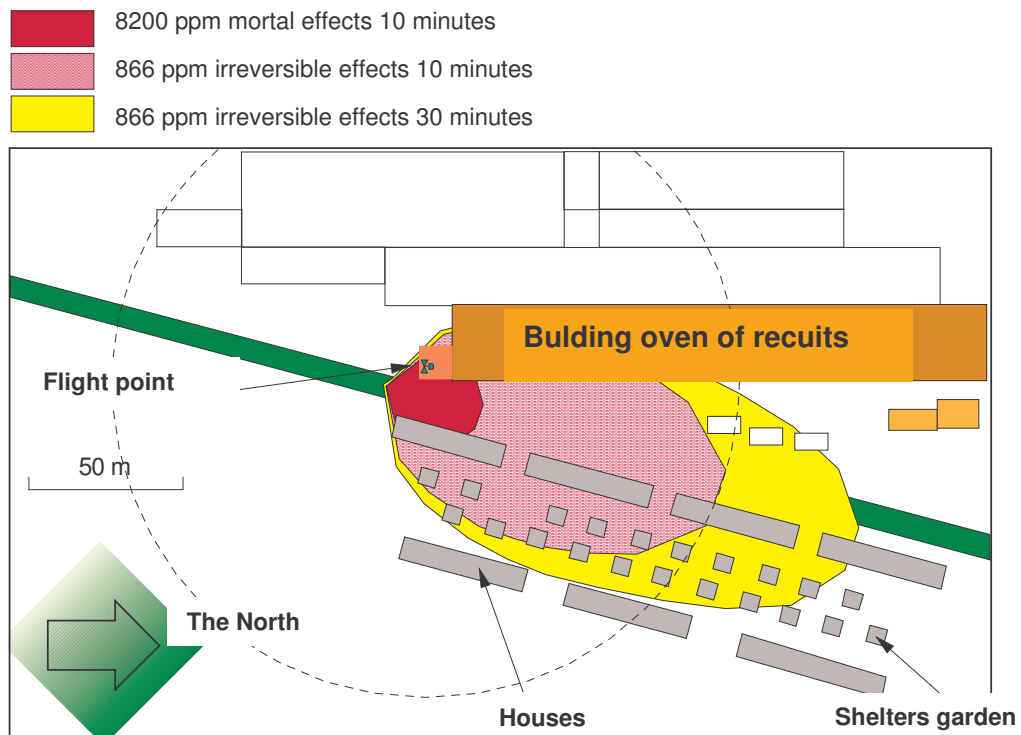 8200 ppm mortal effects 10 minutes
866 ppm irreversible effects 10 minutes
866 ppm irreversible effects 30 minutes
Bulding oven of recuits
Flight point
50 m
The North
Houses
Shelters garden